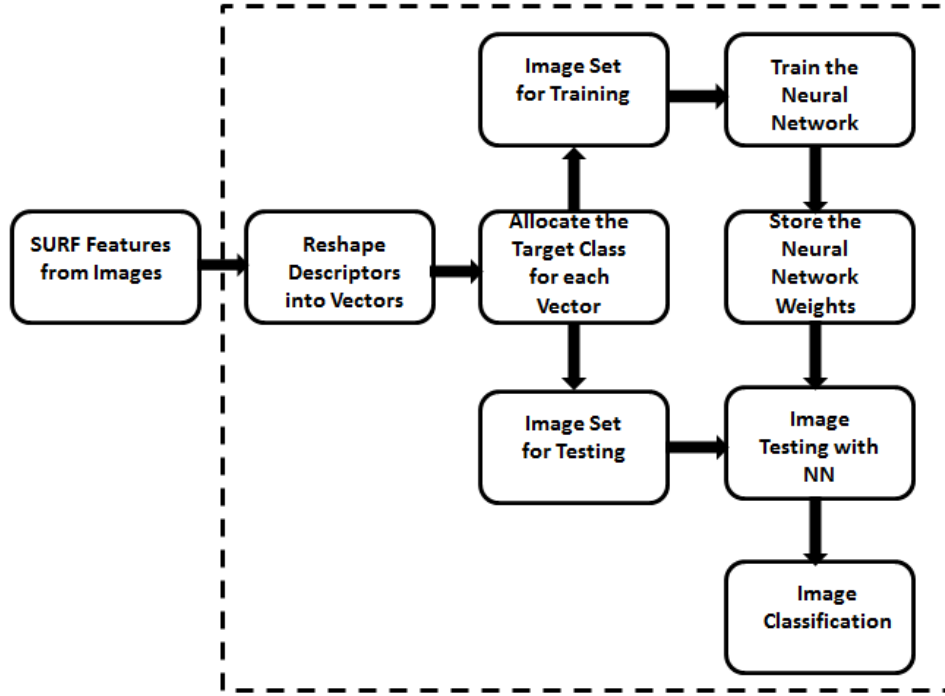 SURF Features
from Images
Reshape
Descriptors
into Vectors
Allocate the
Target Class
for each
Vector
Image Set
for Training
Train the
Neural
Network
Store the
Neural
Network
Weights
Image Set
for Testing
Image
Testing with
NN
Image
Classification